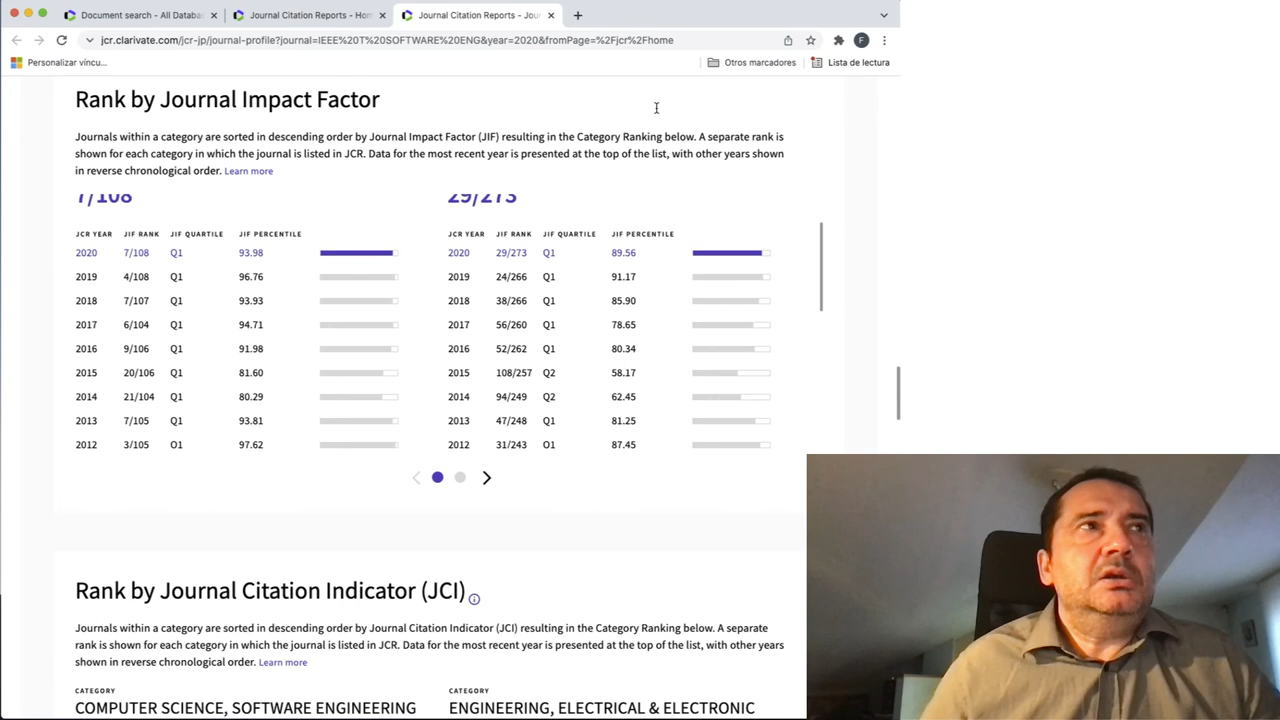 Document search - All Databas
Journal Citation Reports - Hom
Journal Citation Reports - Jour
jcr.clarivate.com/jcr-jp/journal-profile?journal=IEEE%20T%20SOFTWARE%20ENG&year=2020&fromPage=%2Fjcr%2Fhome
F
Personalizar víncu...
Otros marcadores
Lista de lectura
Rank by Journal Impact Factor
Journals within a category are sorted in descending order by Journal Impact Factor (JIF) resulting in the Category Ranking below. A separate rank is
shown for each category in which the journal is listed in JCR. Data for the most recent year is presented at the top of the list, with other years shown
in reverse chronological order. Learn more
7/108 29/273
JCR YEAR JIF RANK JIF QUARTILE JIF PERCENTILE JCR YEAR JIF RANK JIF QUARTILE JIF PERCENTILE
2020 7/108 Q1 93.98 2020 29/273 Q1 89.56
2019 4/108 Q1 96.76 2019 24/266 Q1 91.17
2018 7/107 Q1 93.93 2018 38/266 Q1 85.90
2017 6/104 Q1 94.71 2017 56/260 Q1 78.65
2016 9/106 Q1 91.98 2016 52/262 Q1 80.34
2015 20/106 Q1 81.60 2015 108/257 Q2 58.17
2014 21/104 Q1 80.29 2014 94/249 Q2 62.45
2013 7/105 Q1 93.81 2013 47/248 Q1 81.25
2012 3/105 Q1 97.62 2012 31/243 Q1 87.45
Rank by Journal Citation Indicator (JCI)
Journals within a category are sorted in descending order by Journal Citation Indicator (JCI) resulting in the Category Ranking below. A separate
rank is shown for each category in which the journal is listed in JCR. Data for the most recent year is presented at the top of the list, with other years
shown in reverse chronological order. Learn more
CATEGORY CATEGORY
COMPUTER SCIENCE, SOFTWARE ENGINEERING ENGINEERING, ELECTRICAL & ELECTRONIC